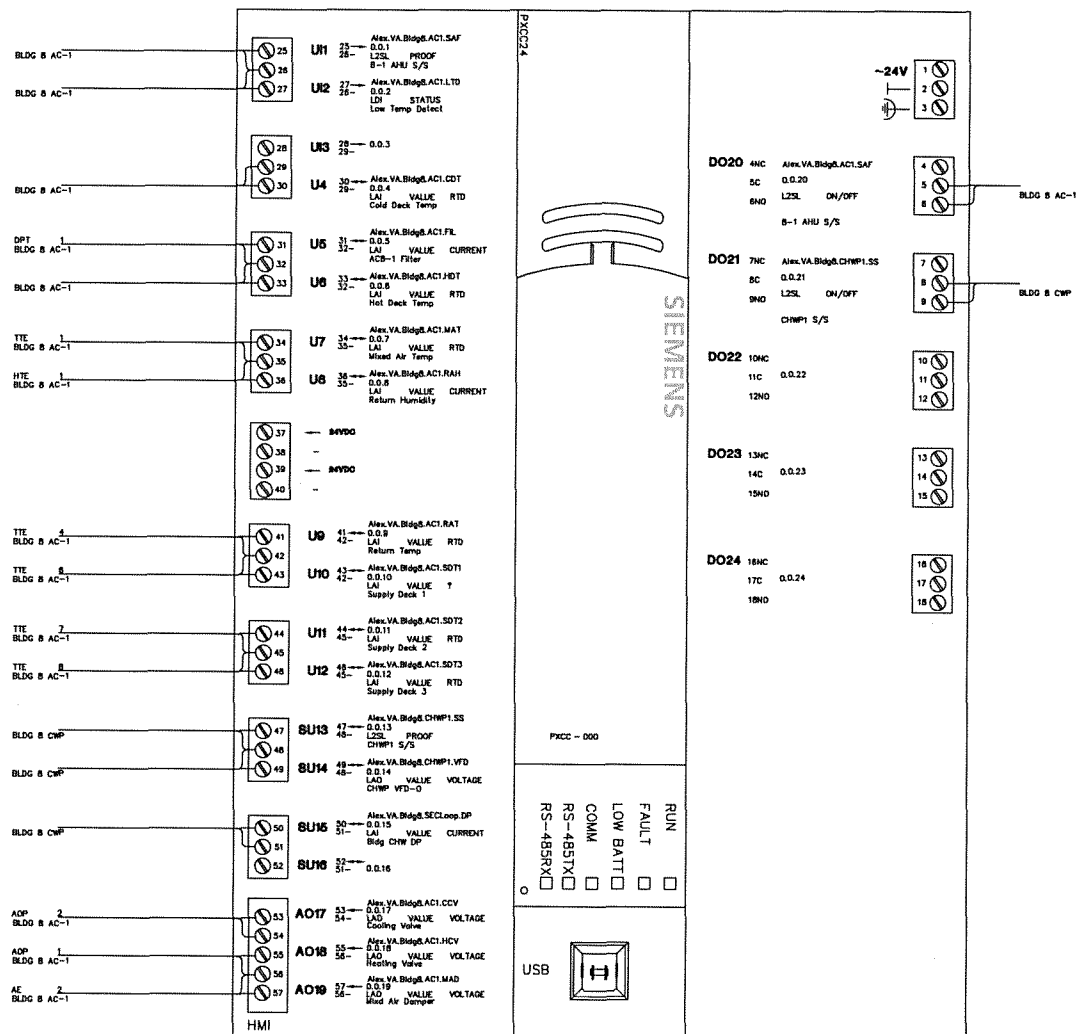 BLDG 8 AC-1
25
26
27
UI1 25 26-
Alex.VA.Bldg8.AC1.SAF
0.0.1
L2SL PROOF
B-1 AHU S/S
BLDG 8 AC-1
UI2 27 26-
Alex.VA.Bldg8.AC1.LTD
0.0.2
LDI STATUS
Low Temp Detect
28
29
30
UI3 28 29-
0.0.3
BLDG 8 AC-1
U4 30 29-
Alex.VA.Bldg8.AC1.CDT
0.0.4
LAI VALUE RTD
Cold Deck Temp
DPT 1
BLDG 8 AC-1
31
32
33
U5 31 32-
Alex.VA.Bldg8.AC1.FIL
0.0.5
LAI VALUE CURRENT
AC8-1 Filter
BLDG 8 AC-1
U6 33 32-
Alex.VA.Bldg8.AC1.HDT
0.0.6
LAI VALUE RTD
Hot Deck Temp
TTE 1
BLDG 8 AC-1
34
35
36
U7 34 35-
Alex.VA.Bldg8.AC1.MAT
0.0.7
LAI VALUE RTD
Mixed Air Temp
HTE 1
BLDG 8 AC-1
U8 36 35-
Alex.VA.Bldg8.AC1.RAH
0.0.8
LAI VALUE CURRENT
Return Humidity
37 24VDC
38 -
39 24VDC
40 -
TTE 4
BLDG 8 AC-1
41
42
43
U9 41 42-
Alex.VA.Bldg8.AC1.RAT
0.0.9
LAI VALUE RTD
Return Temp
TTE 6
BLDG 8 AC-1
U10 43 42-
Alex.VA.Bldg8.AC1.SDT1
0.0.10
LAI VALUE ?
Supply Deck 1
TTE 7
BLDG 8 AC-1
44
45
46
U11 44 45-
Alex.VA.Bldg8.AC1.SDT2
0.0.11
LAI VALUE RTD
Supply Deck 2
TTE 8
BLDG 8 AC-1
U12 46 45-
Alex.VA.Bldg8.AC1.SDT3
0.0.12
LAI VALUE RTD
Supply Deck 3
BLDG 8 CWP
47
48
49
SU13 47 48-
Alex.VA.Bldg8.CHWP1.SS
0.0.13
L2SL PROOF
CHWP1 S/S
BLDG 8 CWP
SU14 49 48-
Alex.VA.Bldg8.CHWP1.VFD
0.0.14
LAO VALUE VOLTAGE
CHWP VFD-O
BLDG 8 CWP
50
51
52
SU15 50 51-
Alex.VA.Bldg8.SECLoop.DP
0.0.15
LAI VALUE CURRENT
Bldg CHW DP
SU16 52 51-
0.0.16
AOP 2
BLDG 8 AC-1
53
54
55
56
57
AO17 53 54-
Alex.VA.Bldg8.AC1.CCV
0.0.17
LAO VALUE VOLTAGE
Cooling Valve
AOP 1
BLDG 8 AC-1
AO18 55 56-
Alex.VA.Bldg8.AC1.HCV
0.0.18
LAO VALUE VOLTAGE
Heating Valve
AE 2
BLDG 8 AC-1
AO19 57 56-
Alex.VA.Bldg8.AC1.MAD
0.0.19
LAO VALUE VOLTAGE
Mixd Air Damper
HMI
PXCC24
SIEMENS
PXCC - 000
RS-485RX
RS-485TX
COMM
LOW BATT
FAULT
RUN
USB
~24V
1
2
3
DO20 4NC Alex.VA.Bldg8.AC1.SAF
5C 0.0.20
6NO L2SL ON/OFF
B-1 AHU S/S
4
5
6
BLDG 8 AC-1
DO21 7NC Alex.VA.Bldg8.CHWP1.SS
8C 0.0.21
9NO L2SL ON/OFF
CHWP1 S/S
7
8
9
BLDG 8 CWP
DO22 10NC
11C 0.0.22
12NO
10
11
12
DO23 13NC
14C 0.0.23
15NO
13
14
15
DO24 16NC
17C 0.0.24
18NO
16
17
18